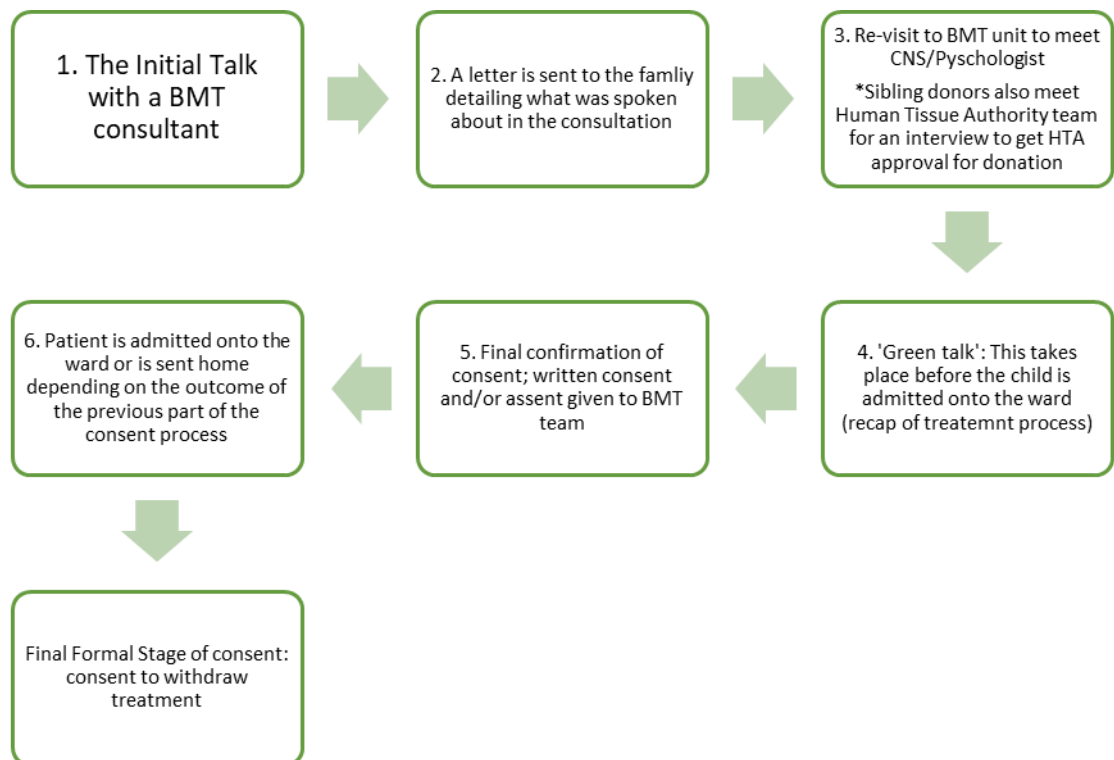 1. The Initial Talk
with a BMT
consultant
2. A letter is sent to the famliy
detailing what was spoken
about in the consultation
3. Re-visit to BMT unit to meet
CNS/Pyschologist
*Sibling donors also meet
Human Tissue Authority team
for an interview to get HTA
approval for donation
4. 'Green talk': This takes
place before the child is
admitted onto the ward
(recap of treatemnt process)
5. Final confirmation of
consent; written consent
and/or assent given to BMT
team
6. Patient is admitted onto the
ward or is sent home
depending on the outcome of
the previous part of the
consent process
Final Formal Stage of consent:
consent to withdraw
treatment